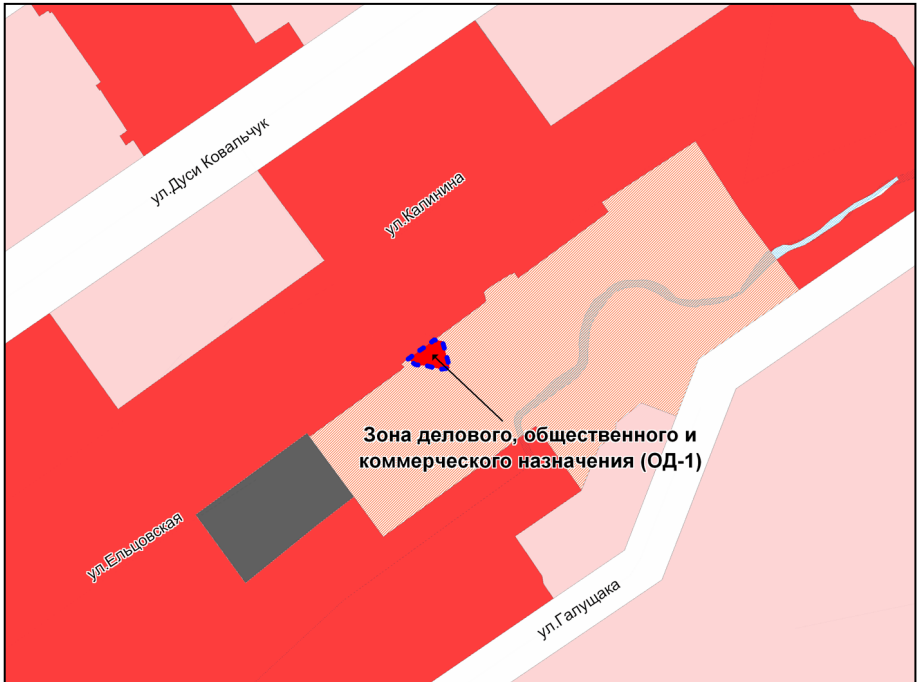 ул.Дуси Ковальчук
ул.Калинина
Зона делового, общественного и
коммерческого назначения (ОД-1)
ул.Ельцовская
ул.Галущака